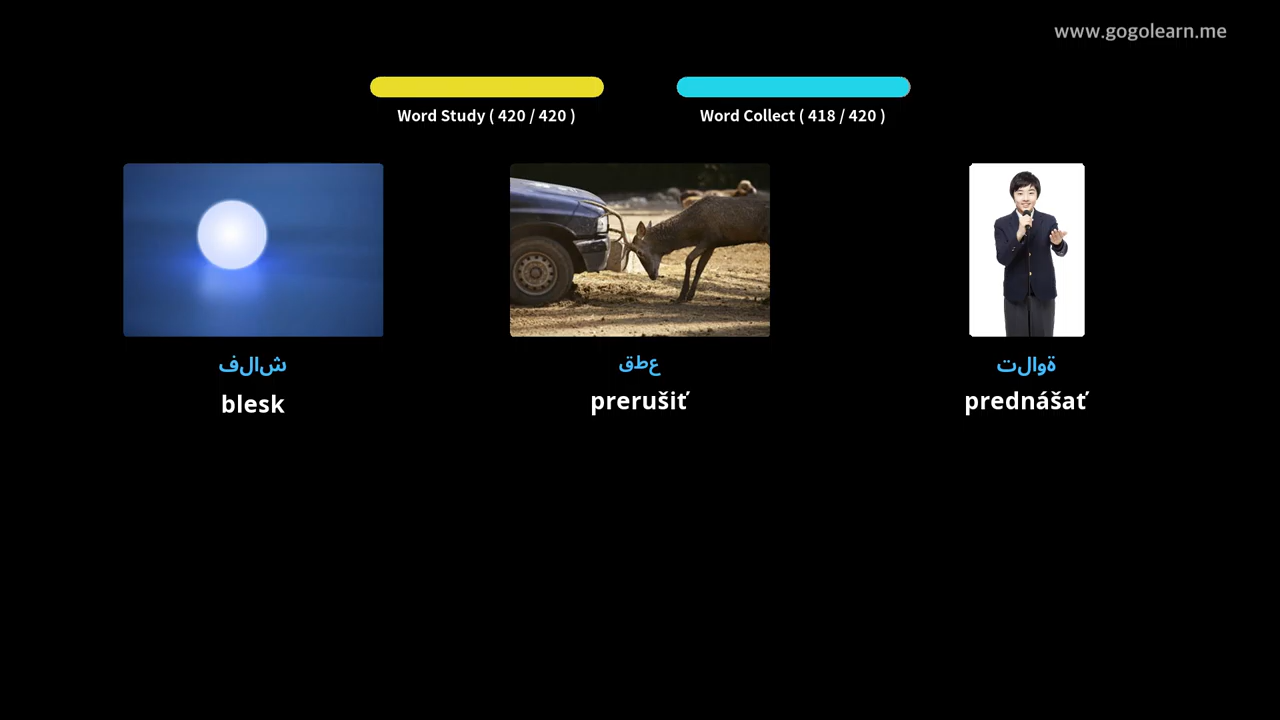 www.gogolearn.me
Word Study ( 420 / 420 )
Word Collect ( 418 / 420 )
شالف
عطق
ةوالت
blesk
prerušiť
prednášať